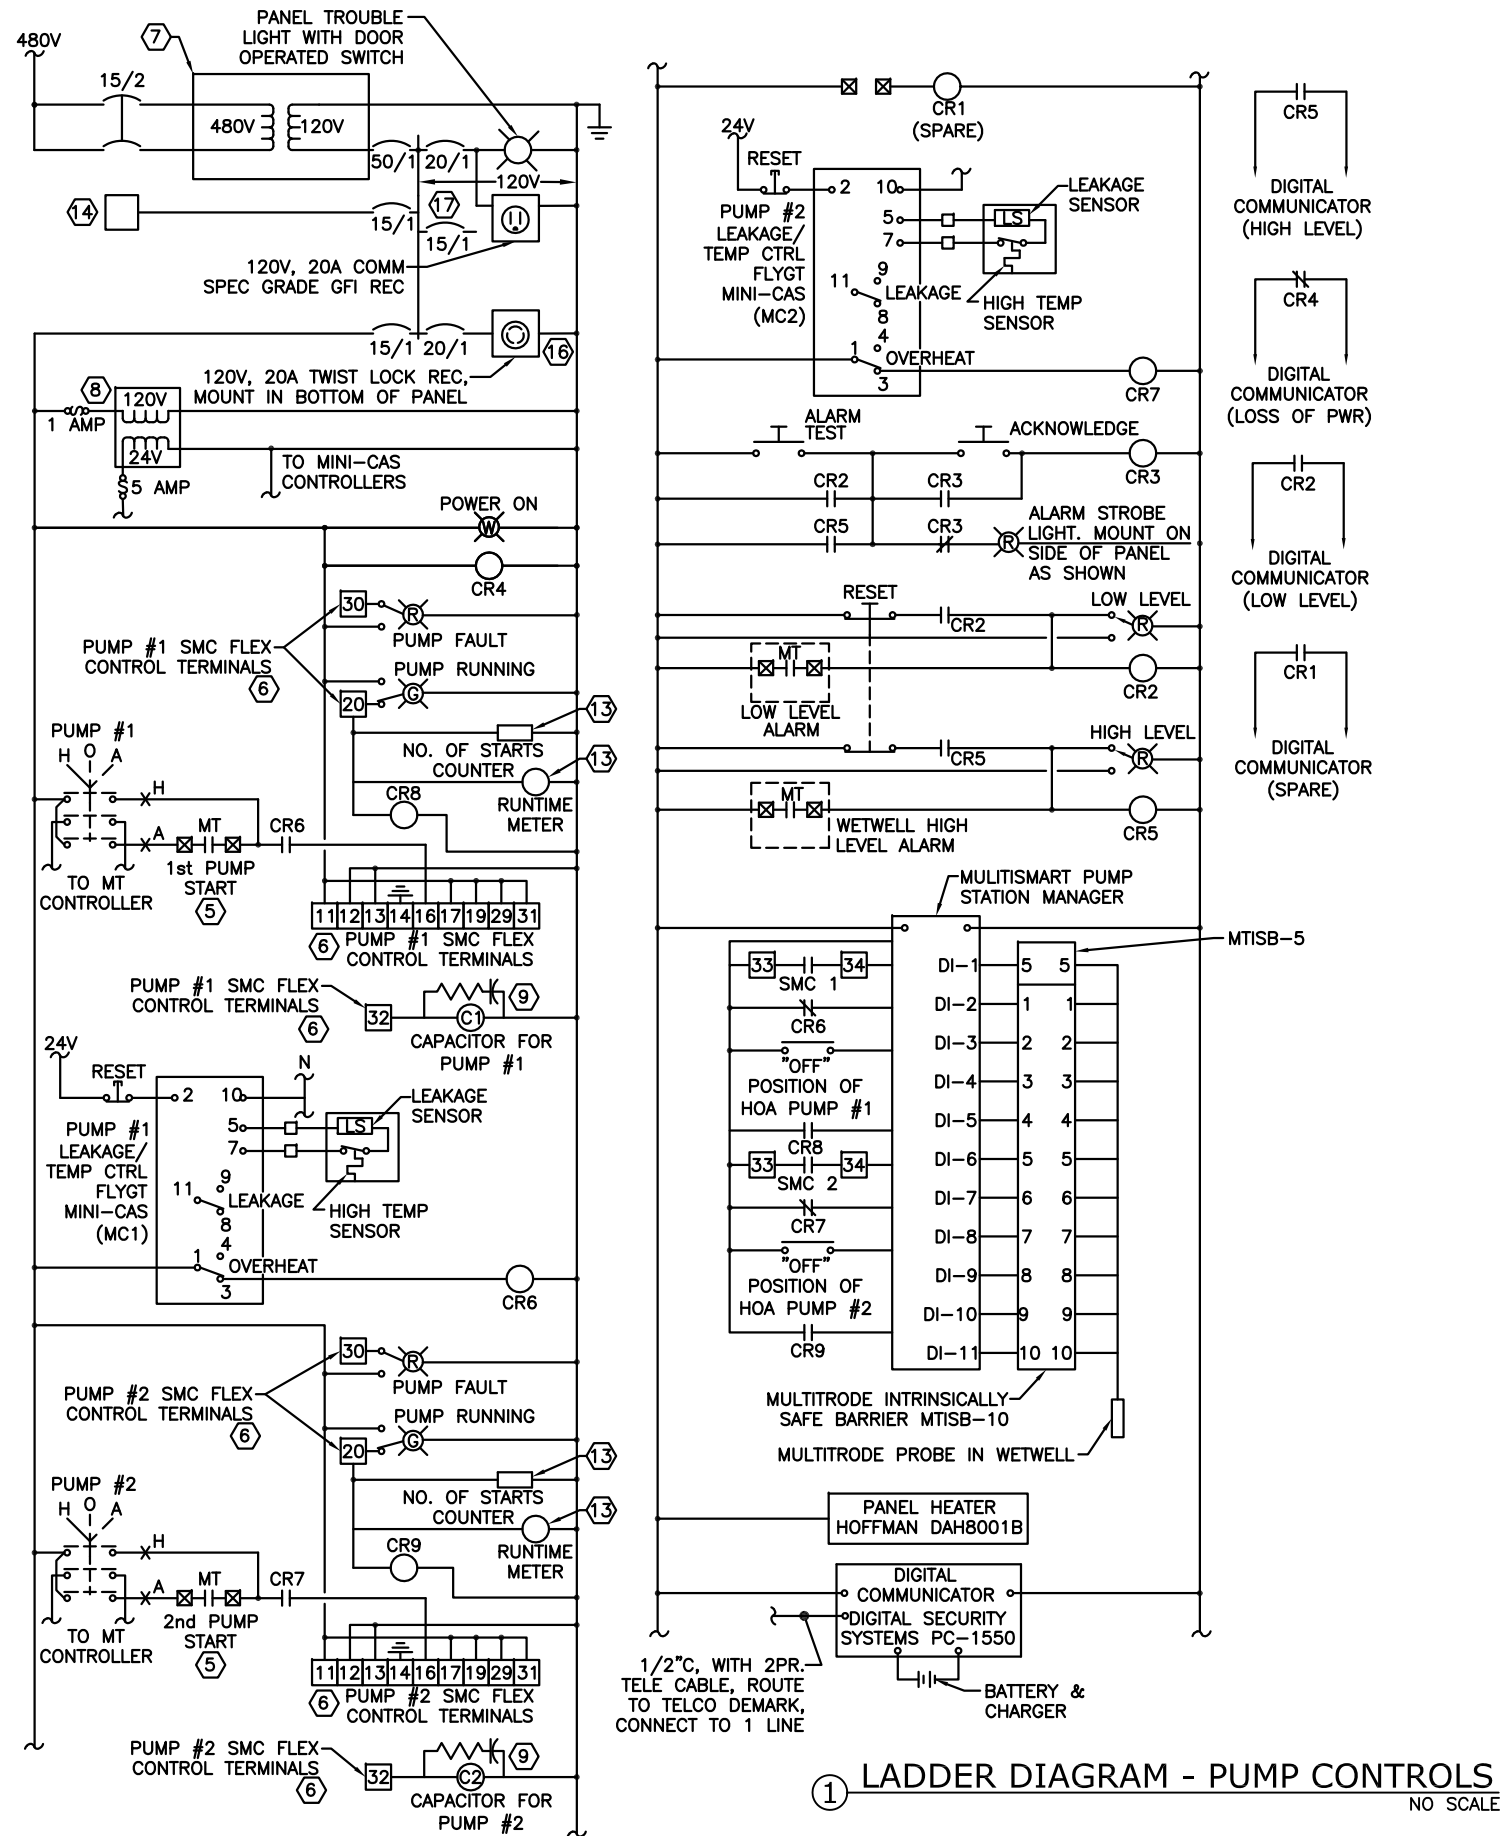 480V
7
PANEL TROUBLE
LIGHT WITH DOOR
OPERATED SWITCH
15/2
480V
120V
50/1
20/1
120V
14
15/1
17
15/1
120V, 20A COMM
SPEC GRADE GFI REC
15/1
20/1
16
120V, 20A TWIST LOCK REC,
MOUNT IN BOTTOM OF PANEL
8
120V
1 AMP
24V
5 AMP
TO MINI-CAS
CONTROLLERS
POWER ON
W
CR4
30
R
PUMP FAULT
PUMP #1 SMC FLEX
CONTROL TERMINALS
6
PUMP RUNNING
20
G
13
NO. OF STARTS
COUNTER
13
RUNTIME
METER
CR8
PUMP #1
H O A
H
A
MT
CR6
1st PUMP
START
5
TO MT
CONTROLLER
11 12 13 14 16 17 19 29 31
6
PUMP #1 SMC FLEX
CONTROL TERMINALS
PUMP #1 SMC FLEX
CONTROL TERMINALS
6
32
C1
9
CAPACITOR FOR
PUMP #1
24V
RESET
N
2
10
5
7
LS
LEAKAGE
SENSOR
PUMP #1
LEAKAGE/
TEMP CTRL
FLYGT
MINI-CAS
(MC1)
11
9
LEAKAGE
8
HIGH TEMP
SENSOR
4
1
OVERHEAT
3
CR6
30
R
PUMP FAULT
PUMP #2 SMC FLEX
CONTROL TERMINALS
6
PUMP RUNNING
20
G
13
NO. OF STARTS
COUNTER
13
RUNTIME
METER
CR9
PUMP #2
H O A
H
A
MT
CR7
2nd PUMP
START
5
TO MT
CONTROLLER
11 12 13 14 16 17 19 29 31
6
PUMP #2 SMC FLEX
CONTROL TERMINALS
PUMP #2 SMC FLEX
CONTROL TERMINALS
6
32
C2
9
CAPACITOR FOR
PUMP #2
CR1
(SPARE)
24V
RESET
2
10
5
7
LS
LEAKAGE
SENSOR
PUMP #2
LEAKAGE/
TEMP CTRL
FLYGT
MINI-CAS
(MC2)
11
9
LEAKAGE
8
HIGH TEMP
SENSOR
4
1
OVERHEAT
3
CR7
ALARM
TEST
ACKNOWLEDGE
CR3
CR2
CR3
CR5
CR3
R
ALARM STROBE
LIGHT. MOUNT ON
SIDE OF PANEL
AS SHOWN
RESET
CR2
LOW LEVEL
R
MT
CR2
LOW LEVEL
ALARM
CR5
HIGH LEVEL
R
MT
CR5
WETWELL HIGH
LEVEL ALARM
MULTISMART PUMP
STATION MANAGER
MTISB-5
33
34
SMC 1
CR6
"OFF"
POSITION OF
HOA PUMP #1
CR8
33
34
SMC 2
CR7
"OFF"
POSITION OF
HOA PUMP #2
CR9
DI-1 5 5
DI-2 1 1
DI-3 2 2
DI-4 3 3
DI-5 4 4
DI-6 5 5
DI-7 6 6
DI-8 7 7
DI-9 8 8
DI-10 9 9
DI-11 10 10
MULTITRODE INTRINSICALLY
SAFE BARRIER MTISB-10
MULTITRODE PROBE IN WETWELL
PANEL HEATER
HOFFMAN DAH8001B
DIGITAL
COMMUNICATOR
DIGITAL SECURITY
SYSTEMS PC-1550
1/2"C, WITH 2PR.
TELE CABLE, ROUTE
TO TELCO DEMARK,
CONNECT TO 1 LINE
BATTERY &
CHARGER
CR5
DIGITAL
COMMUNICATOR
(HIGH LEVEL)
CR4
DIGITAL
COMMUNICATOR
(LOSS OF PWR)
CR2
DIGITAL
COMMUNICATOR
(LOW LEVEL)
CR1
DIGITAL
COMMUNICATOR
(SPARE)
1
LADDER DIAGRAM - PUMP CONTROLS
NO SCALE